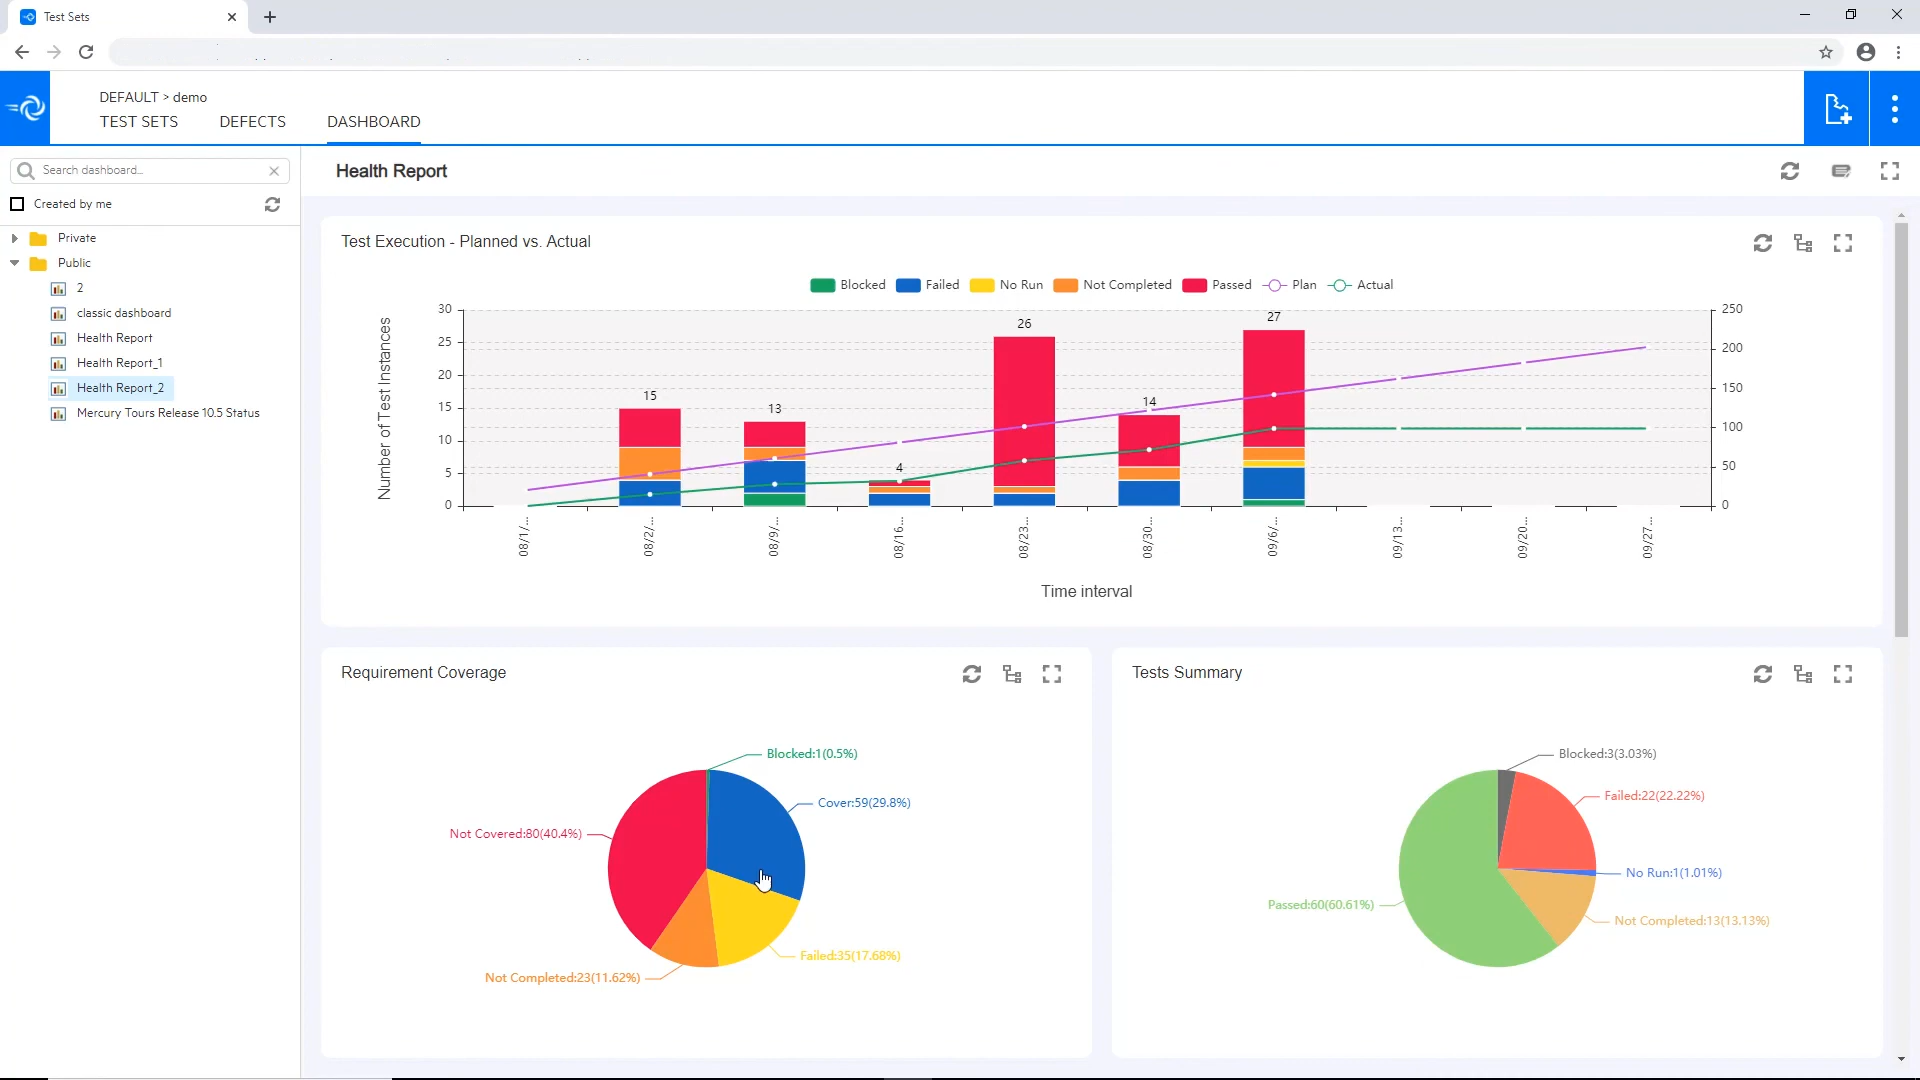 Test Sets
DEFAULT > demo
TEST SETS DEFECTS DASHBOARD
Search dashboard...
Created by me
Private
Public
2
classic dashboard
Health Report
Health Report_1
Health Report_2
Mercury Tours Release 10.5 Status
Health Report
Test Execution - Planned vs. Actual
Blocked Failed No Run Not Completed Passed Plan Actual
Number of Test Instances
30
25
20
15
10
5
0
15
13
4
26
14
27
250
200
150
100
50
0
08/1/...
08/2/...
08/9/...
08/16...
08/23...
08/30...
09/6/...
09/13...
09/20...
09/27...
Time interval
Requirement Coverage
Blocked:1(0.5%)
Cover:59(29.8%)
Not Covered:80(40.4%)
Failed:35(17.68%)
Not Completed:23(11.62%)
Tests Summary
Blocked:3(3.03%)
Failed:22(22.22%)
No Run:1(1.01%)
Passed:60(60.61%)
Not Completed:13(13.13%)